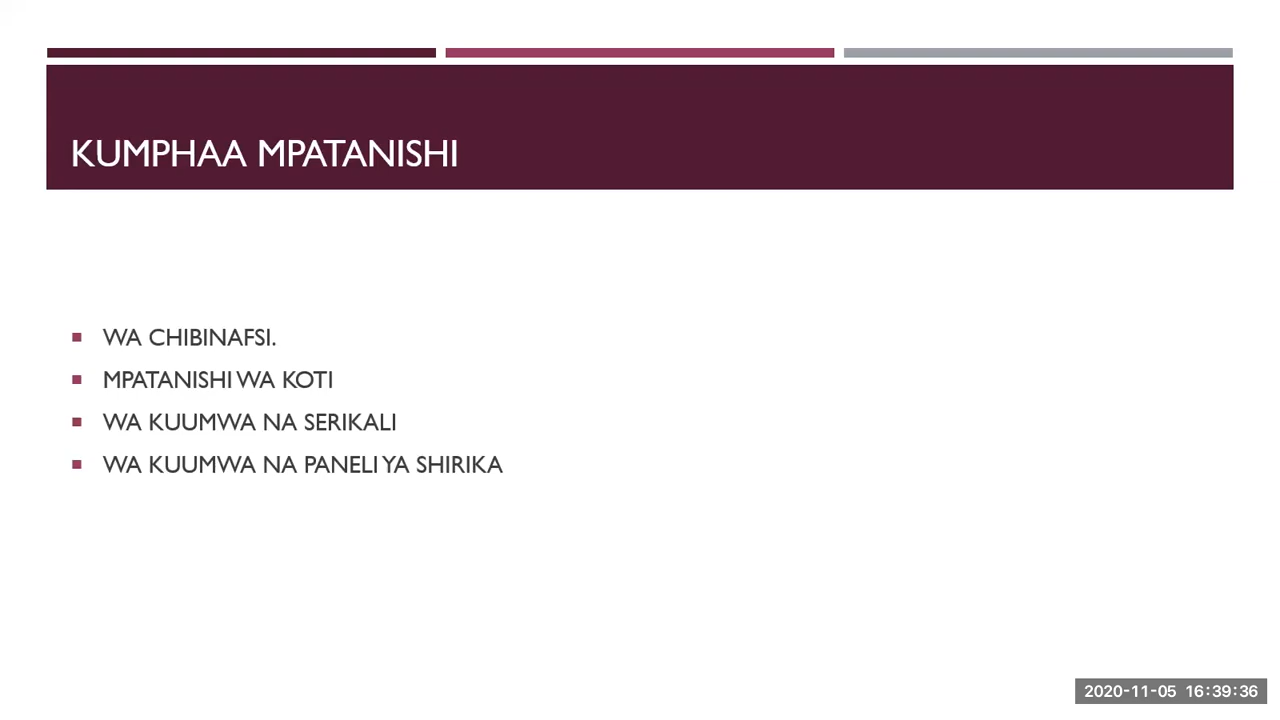 KUMPHAA MPATANISHI
WA CHIBINAFSI.
MPATANISHI WA KOTI
WA KUUMWA NA SERIKALI
WA KUUMWA NA PANELI YA SHIRIKA
2020-11-05 16:39:36